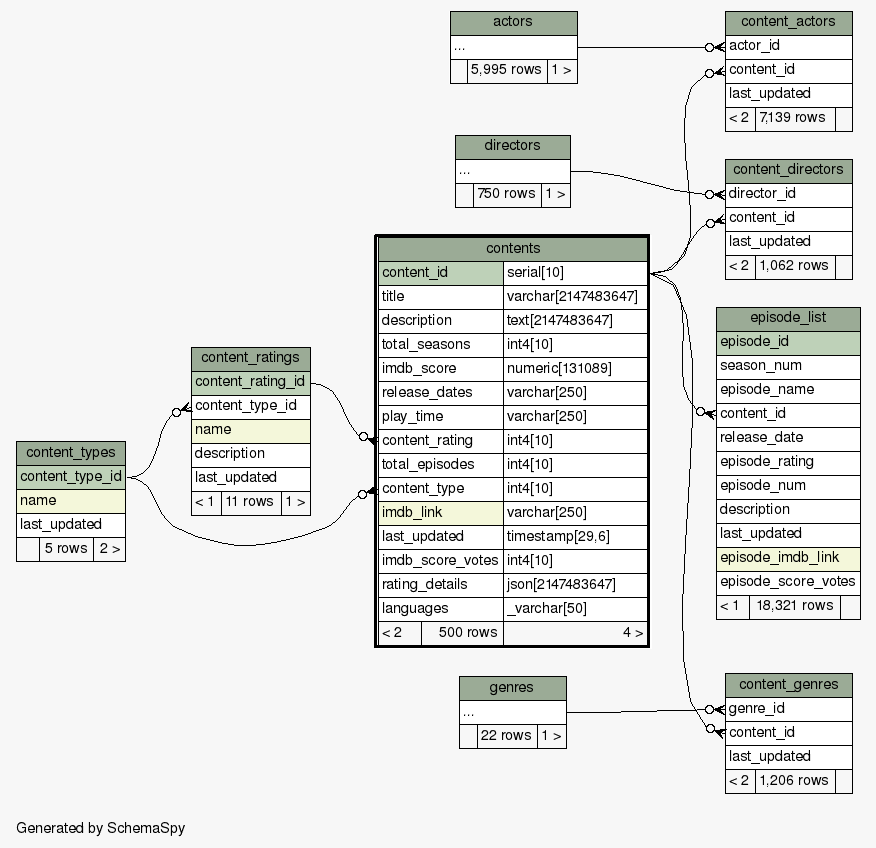 actors
...
5,995 rows 1 >
content_actors
actor_id
content_id
last_updated
< 2 7,139 rows
directors
...
750 rows 1 >
content_directors
director_id
content_id
last_updated
< 2 1,062 rows
contents
content_id serial[10]
title varchar[2147483647]
description text[2147483647]
total_seasons int4[10]
imdb_score numeric[131089]
release_dates varchar[250]
play_time varchar[250]
content_rating int4[10]
total_episodes int4[10]
content_type int4[10]
imdb_link varchar[250]
last_updated timestamp[29,6]
imdb_score_votes int4[10]
rating_details json[2147483647]
languages _varchar[50]
< 2 500 rows 4 >
episode_list
episode_id
season_num
episode_name
content_id
release_date
episode_rating
episode_num
description
last_updated
episode_imdb_link
episode_score_votes
< 1 18,321 rows
content_ratings
content_rating_id
content_type_id
name
description
last_updated
< 1 11 rows 1 >
content_types
content_type_id
name
last_updated
5 rows 2 >
genres
...
22 rows 1 >
content_genres
genre_id
content_id
last_updated
< 2 1,206 rows
Generated by SchemaSpy